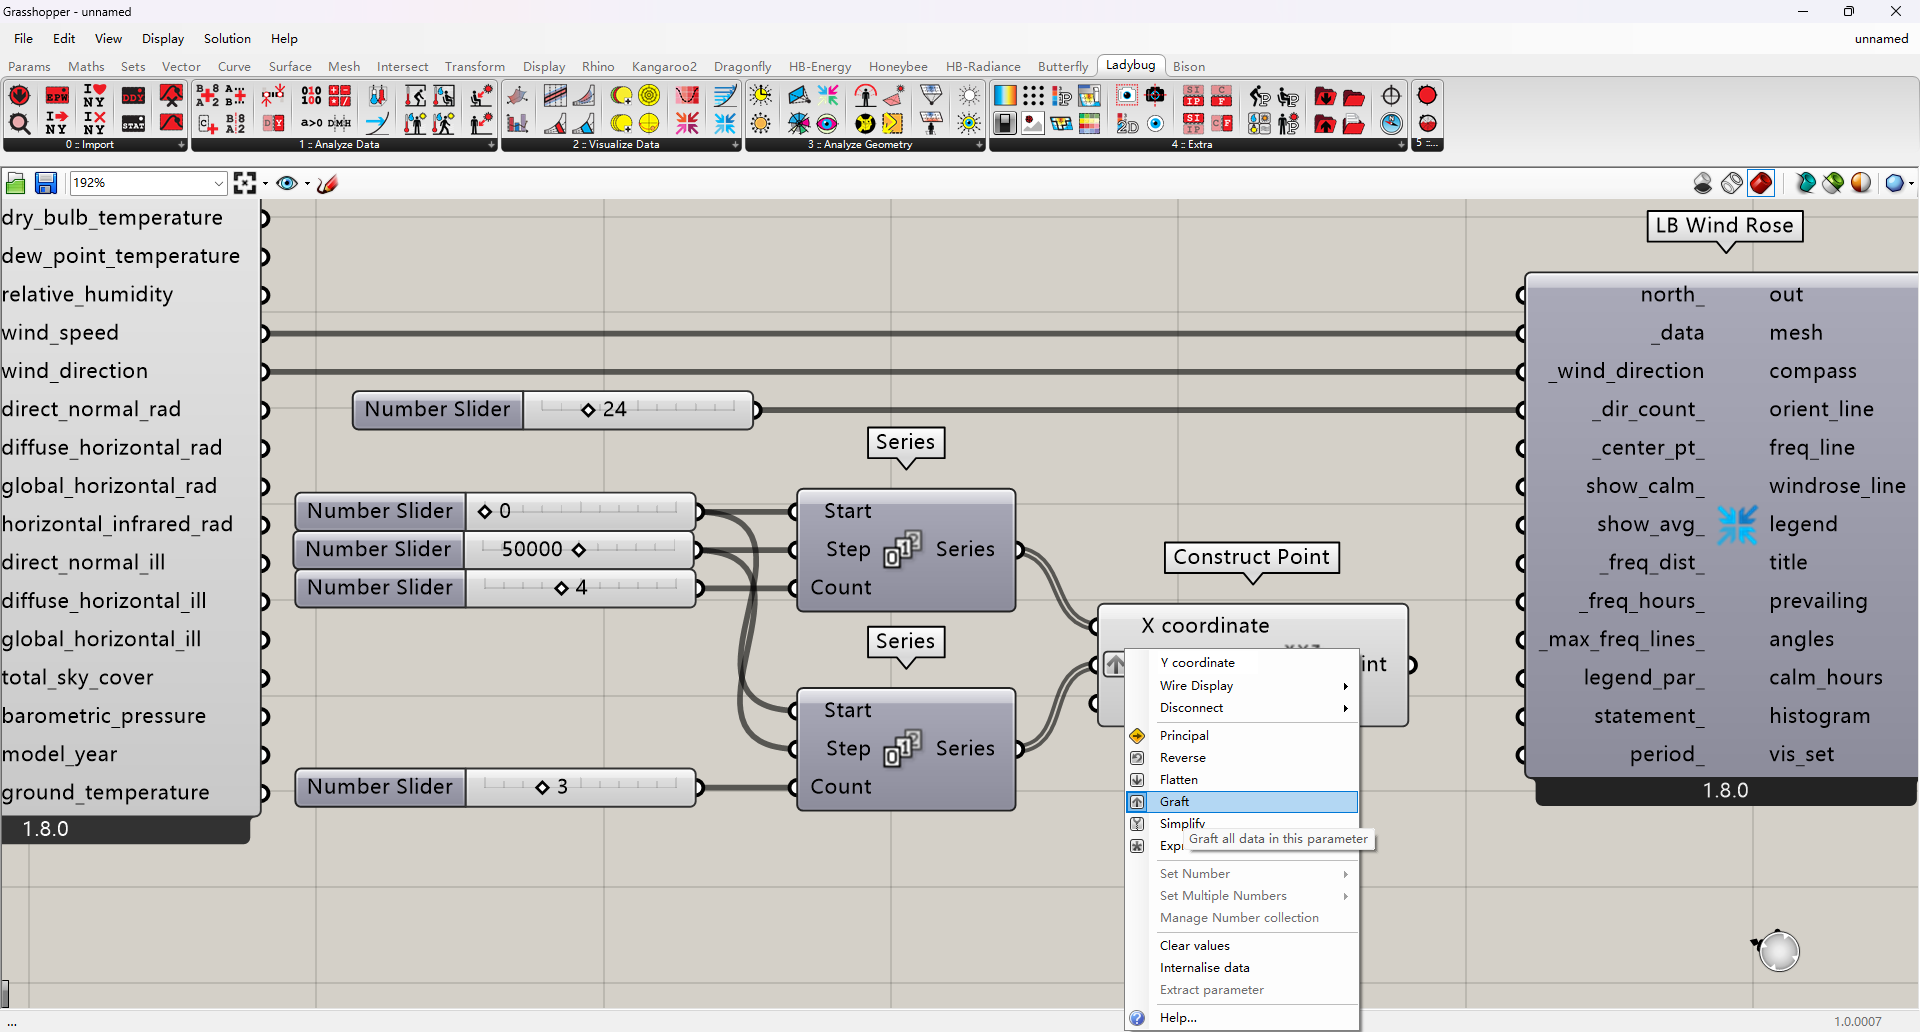 Grasshopper - unnamed
File Edit View Display Solution Help
unnamed
Params Maths Sets Vector Curve Surface Mesh Intersect Transform Display Rhino Kangaroo2 Dragonfly HB-Energy Honeybee HB-Radiance Butterfly Ladybug Bison
0 :: Import
1 :: Analyze Data
2 :: Visualize Data
3 :: Analyze Geometry
4 :: Extra
5 ::...
192%
dry_bulb_temperature
dew_point_temperature
relative_humidity
wind_speed
wind_direction
direct_normal_rad
diffuse_horizontal_rad
global_horizontal_rad
horizontal_infrared_rad
direct_normal_ill
diffuse_horizontal_ill
global_horizontal_ill
total_sky_cover
barometric_pressure
model_year
ground_temperature
1.8.0
Number Slider 24
Number Slider 0
Number Slider 50000
Number Slider 4
Number Slider 3
Series
Start
Step Series
Count
Series
Start
Step Series
Count
Construct Point
X coordinate
int
Y coordinate
Wire Display
Disconnect
Principal
Reverse
Flatten
Graft
Simplify
Graft all data in this parameter
Expr
Set Number
Set Multiple Numbers
Manage Number collection
Clear values
Internalise data
Extract parameter
Help...
LB Wind Rose
north_ out
_data mesh
_wind_direction compass
_dir_count_ orient_line
_center_pt_ freq_line
show_calm_ windrose_line
show_avg_ legend
_freq_dist_ title
_freq_hours_ prevailing
_max_freq_lines_ angles
legend_par_ calm_hours
statement_ histogram
period_ vis_set
1.8.0
...
1.0.0007